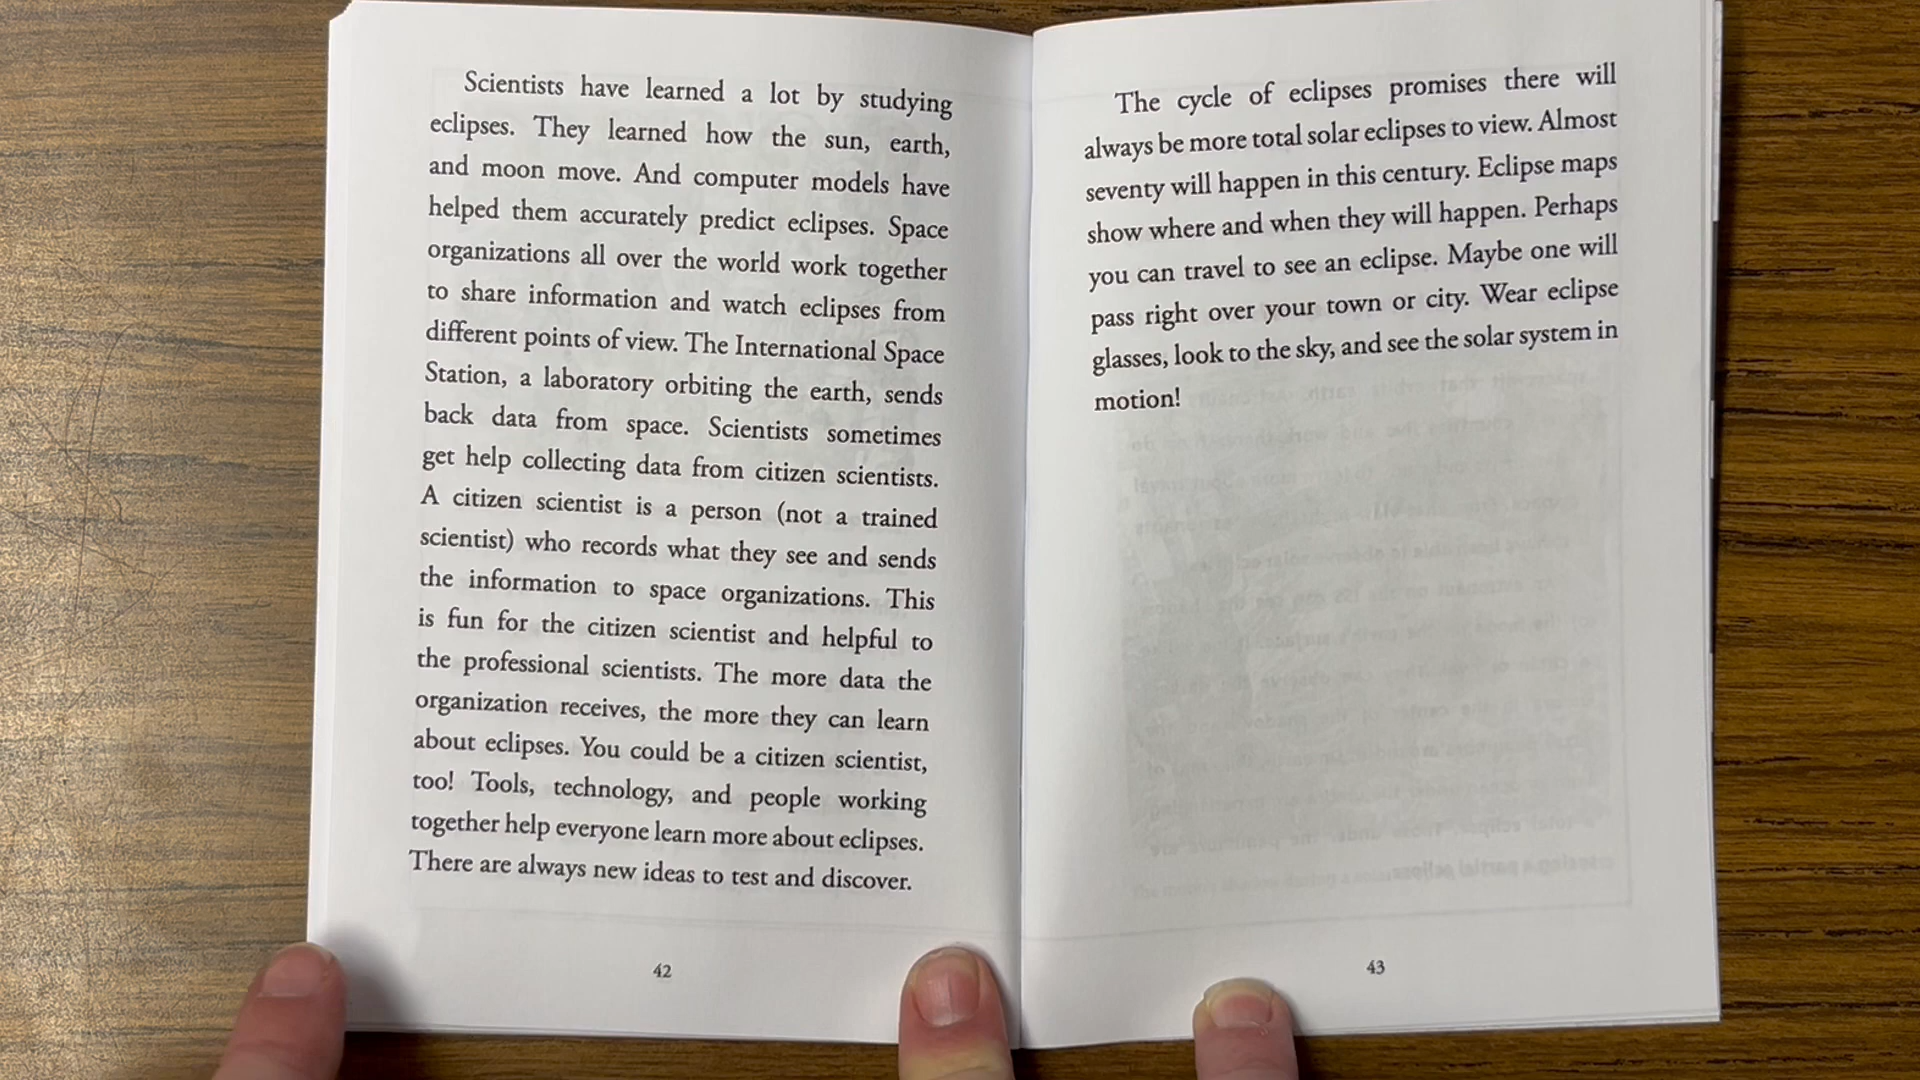 Scientists have learned a lot by studying
eclipses. They learned how the sun, earth,
and moon move. And computer models have
helped them accurately predict eclipses. Space
organizations all over the world work together
to share information and watch eclipses from
different points of view. The International Space
Station, a laboratory orbiting the earth, sends
back data from space. Scientists sometimes
get help collecting data from citizen scientists.
A citizen scientist is a person (not a trained
scientist) who records what they see and sends
the information to space organizations. This
is fun for the citizen scientist and helpful to
the professional scientists. The more data the
organization receives, the more they can learn
about eclipses. You could be a citizen scientist,
too! Tools, technology, and people working
together help everyone learn more about eclipses.
There are always new ideas to test and discover.
42
The cycle of eclipses promises there will
always be more total solar eclipses to view. Almost
seventy will happen in this century. Eclipse maps
show where and when they will happen. Perhaps
you can travel to see an eclipse. Maybe one will
pass right over your town or city. Wear eclipse
glasses, look to the sky, and see the solar system in
motion!
43